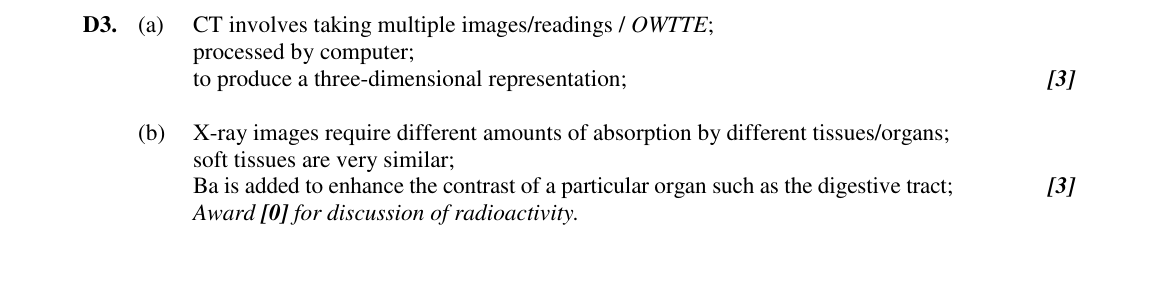 D3. (a) CT involves taking multiple images/readings / OWTTE;
processed by computer;
to produce a three-dimensional representation; [3]
(b) X-ray images require different amounts of absorption by different tissues/organs;
soft tissues are very similar;
Ba is added to enhance the contrast of a particular organ such as the digestive tract; [3]
Award [0] for discussion of radioactivity.